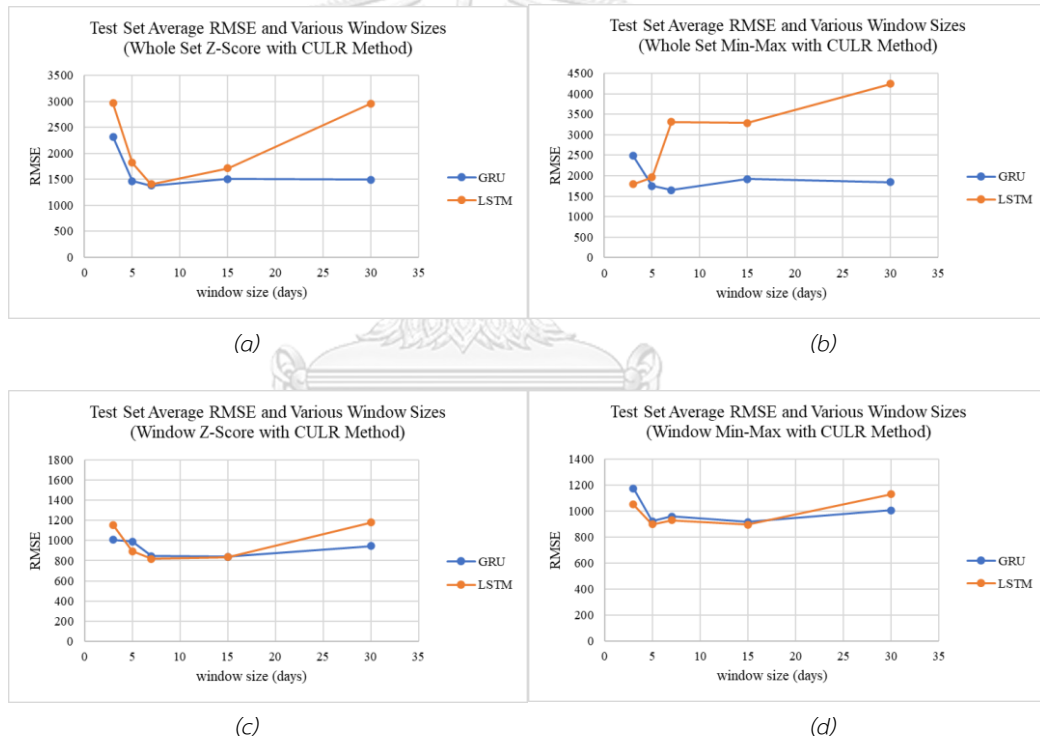 Test Set Average RMSE and Various Window Sizes
(Whole Set Z-Score with CULR Method)
3500
3000
2500
2000
1500
1000
500
0
RMSE
0 5 10 15 20 25 30 35
window size (days)
GRU
LSTM
(a)
Test Set Average RMSE and Various Window Sizes
(Whole Set Min-Max with CULR Method)
4500
4000
3500
3000
2500
2000
1500
1000
500
0
RMSE
0 5 10 15 20 25 30 35
window size (days)
GRU
LSTM
(b)
Test Set Average RMSE and Various Window Sizes
(Window Z-Score with CULR Method)
1800
1600
1400
1200
1000
800
600
400
200
0
RMSE
0 5 10 15 20 25 30 35
window size (days)
GRU
LSTM
(c)
Test Set Average RMSE and Various Window Sizes
(Window Min-Max with CULR Method)
1400
1200
1000
800
600
400
200
0
RMSE
0 5 10 15 20 25 30 35
window size (days)
GRU
LSTM
(d)